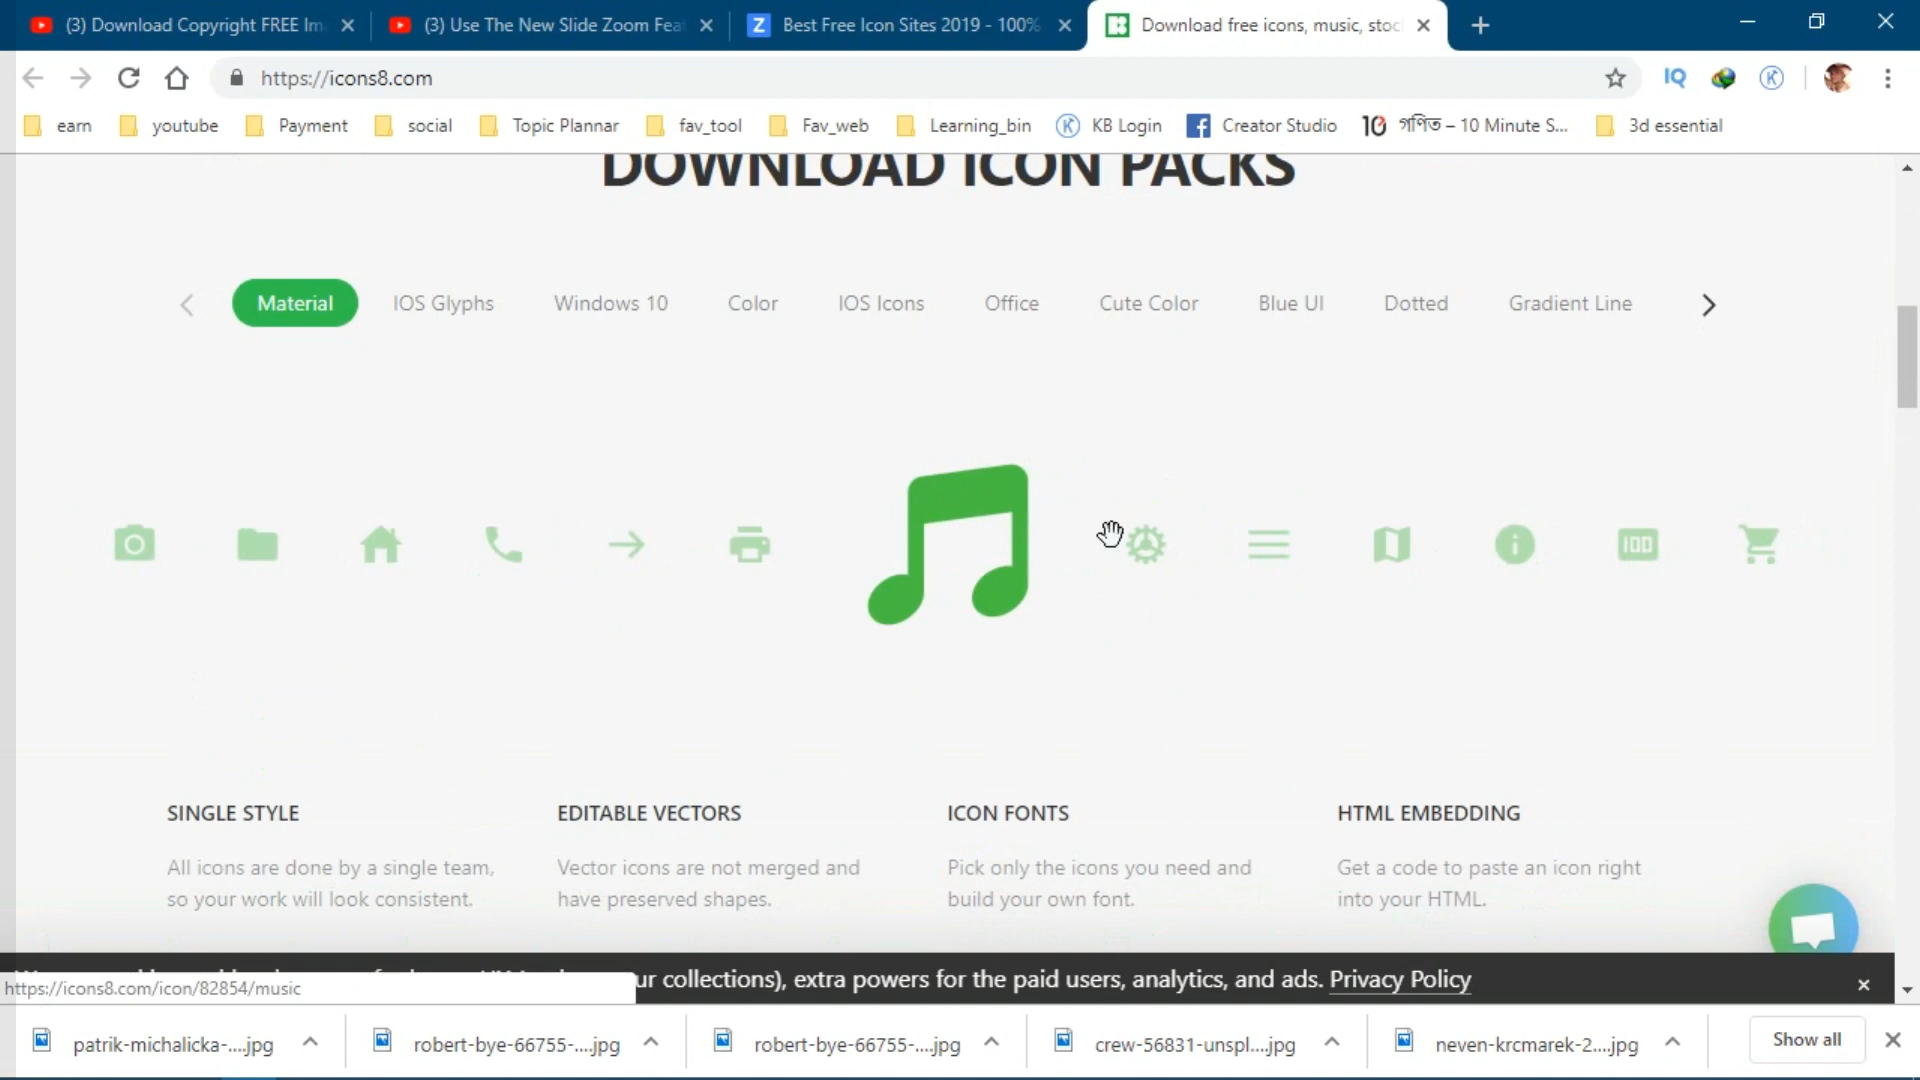 (3) Download Copyright FREE Im
(3) Use The New Slide Zoom Fea
Best Free Icon Sites 2019 - 100%
Download free icons, music, stoc
https://icons8.com
IQ
earn
youtube
Payment
social
Topic Plannar
fav_tool
Fav_web
Learning_bin
KB Login
Creator Studio
10 গণিত – 10 Minute S...
3d essential
DOWNLOAD ICON PACKS
Material
IOS Glyphs
Windows 10
Color
IOS Icons
Office
Cute Color
Blue UI
Dotted
Gradient Line
100
SINGLE STYLE
All icons are done by a single team,
so your work will look consistent.
EDITABLE VECTORS
Vector icons are not merged and
have preserved shapes.
ICON FONTS
Pick only the icons you need and
build your own font.
HTML EMBEDDING
Get a code to paste an icon right
into your HTML.
ur collections), extra powers for the paid users, analytics, and ads. Privacy Policy
https://icons8.com/icon/82854/music
patrik-michalicka-....jpg
robert-bye-66755-....jpg
robert-bye-66755-....jpg
crew-56831-unspl....jpg
neven-krcmarek-2....jpg
Show all